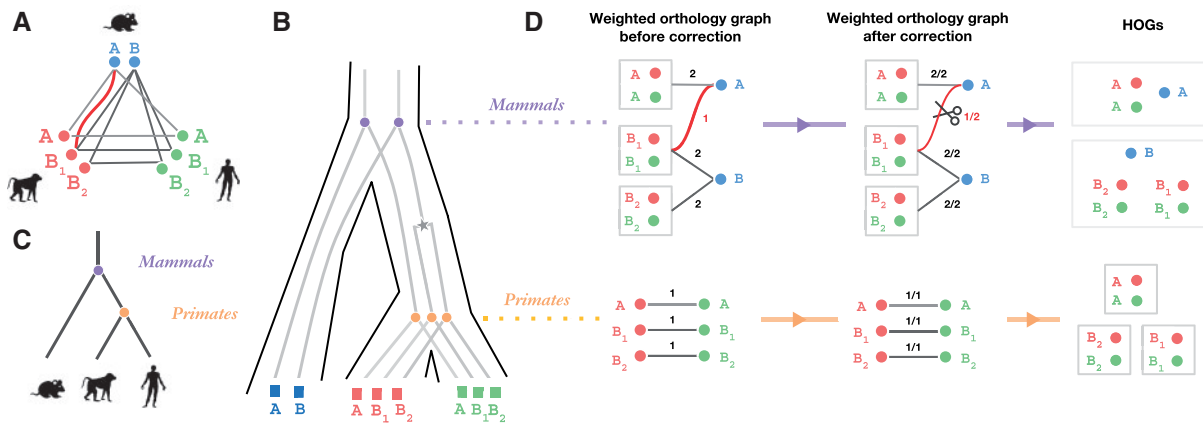 A
A B
A
B1
B2
A
B1
B2
C
Mammals
Primates
B
Mammals
Primates
A B
A B1 B2
A B1 B2
D
Weighted orthology graph
before correction
Weighted orthology graph
after correction
HOGs
A
A
2
A
B1
B1
1
2
B
B2
B2
2
A
A
2/2
A
1/2
B1
B1
2/2
B
B2
B2
2/2
A
A
A
B
B2 B1
B2 B1
A 1 A
B1 1 B1
B2 1 B2
A 1/1 A
B1 1/1 B1
B2 1/1 B2
A
A
B2 B1
B2 B1